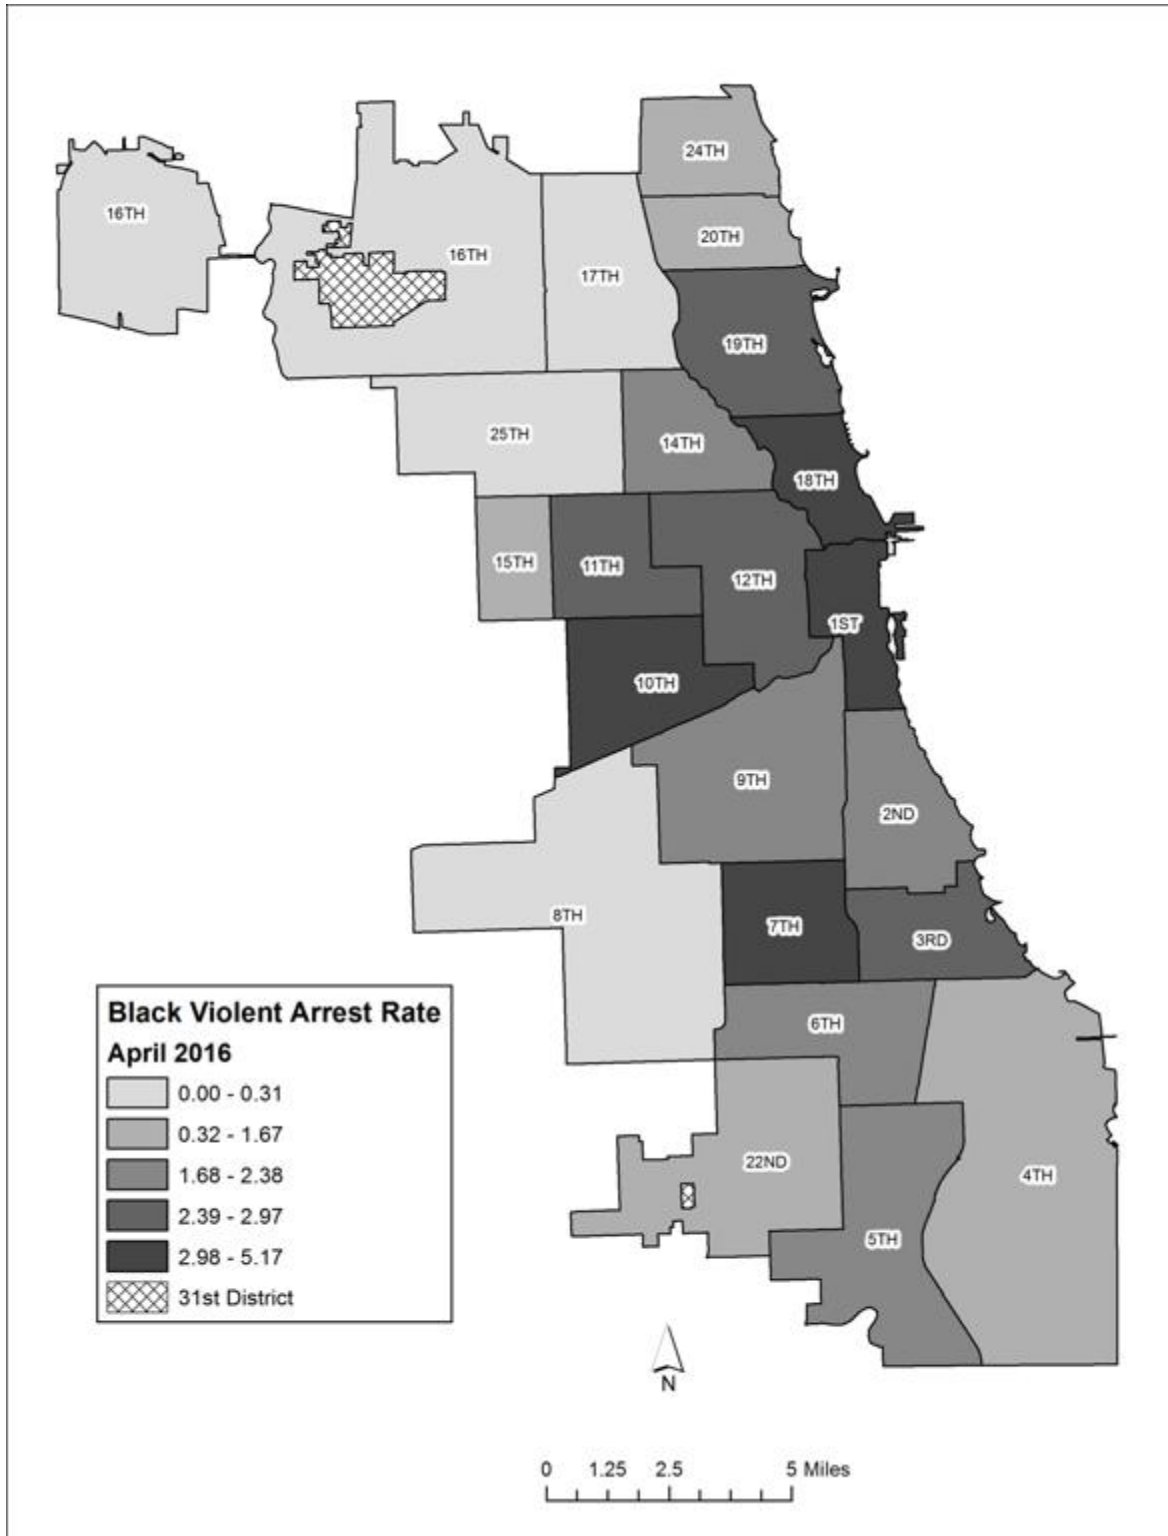 24TH
16TH
20TH
16TH
17TH
19TH
25TH
14TH
18TH
15TH
11TH
12TH
1ST
10TH
9TH
2ND
8TH
7TH
3RD
6TH
22ND
4TH
5TH
Black Violent Arrest Rate
April 2016
0.00 - 0.31
0.32 - 1.67
1.68 - 2.38
2.39 - 2.97
2.98 - 5.17
31st District
N
0 1.25 2.5 5 Miles